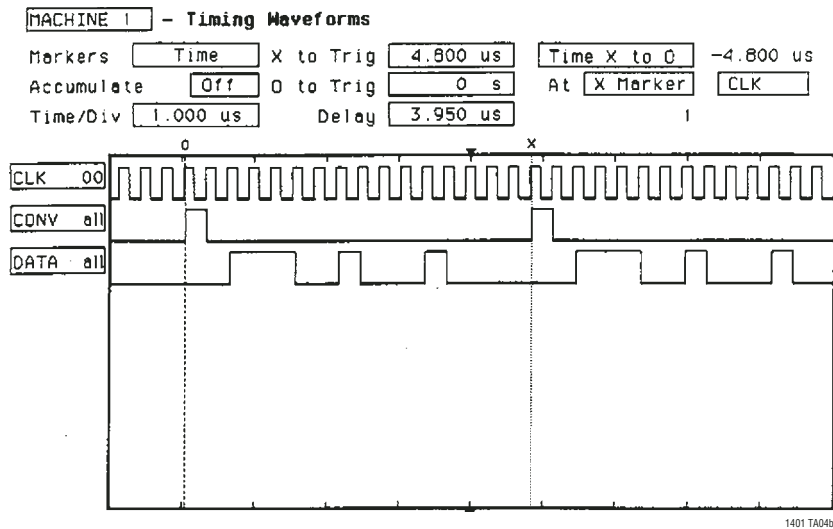 MACHINE 1 - Timing Waveforms
Markers Time X to Trig 4.800 us Time X to O -4.800 us
Accumulate Off O to Trig 0 s At X Marker CLK
Time/Div 1.000 us Delay 3.950 us 1
O X
CLK 00
CONV all
DATA all
1401 TA04b